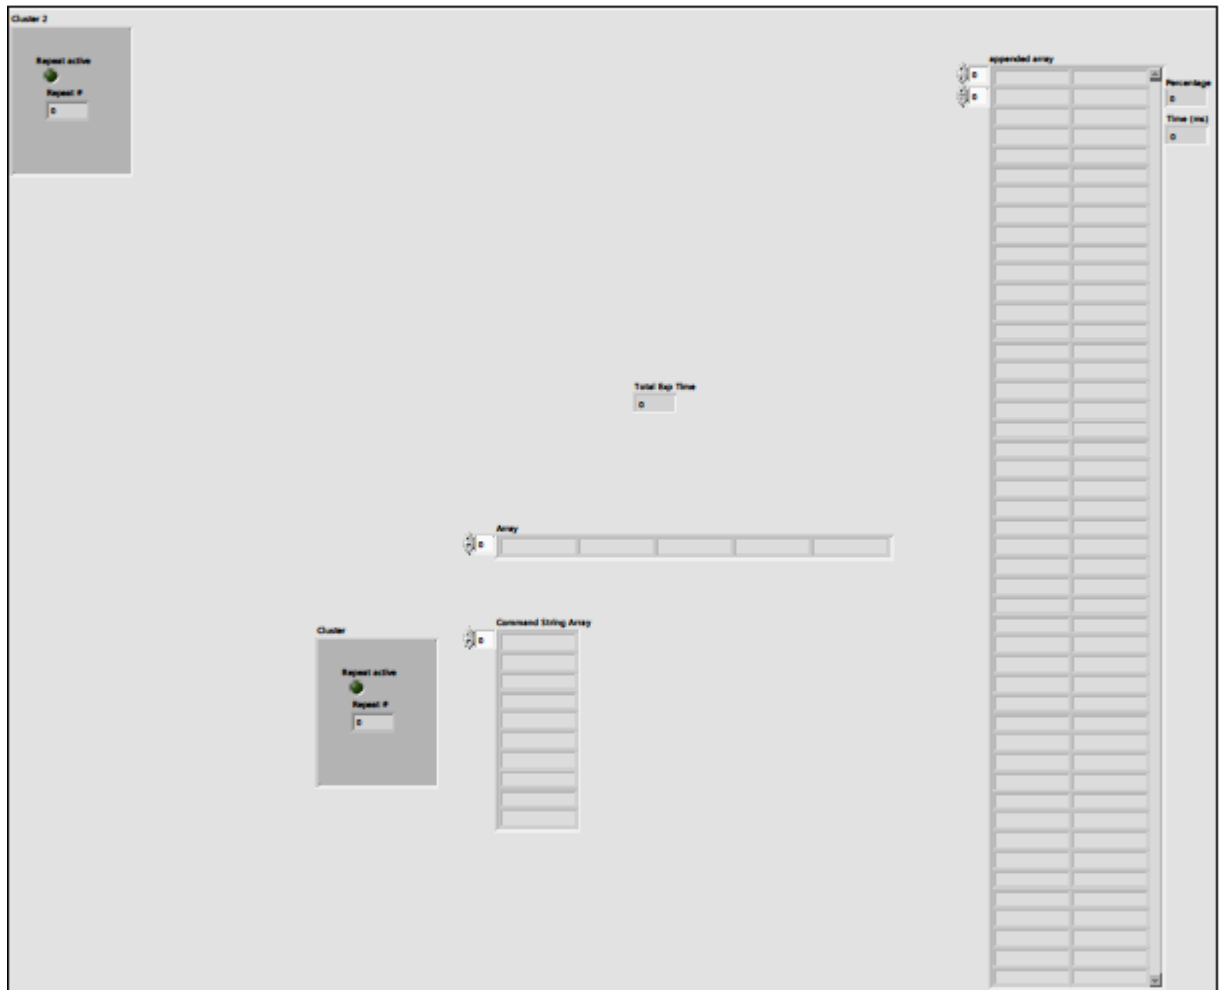 Cluster 2
Repeat active
Repeat #
0
appended array
0
0
Percentage
0
Time (ms)
0
Total Exp Time
0
Array
0
Command String Array
0
Cluster
Repeat active
Repeat #
0